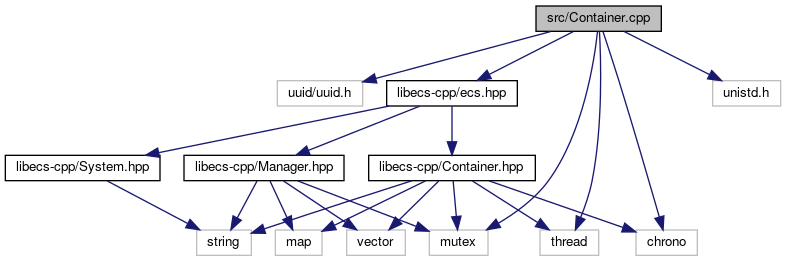 src/Container.cpp
uuid/uuid.h
libecs-cpp/ecs.hpp
unistd.h
libecs-cpp/System.hpp
libecs-cpp/Manager.hpp
libecs-cpp/Container.hpp
string
map
vector
mutex
thread
chrono